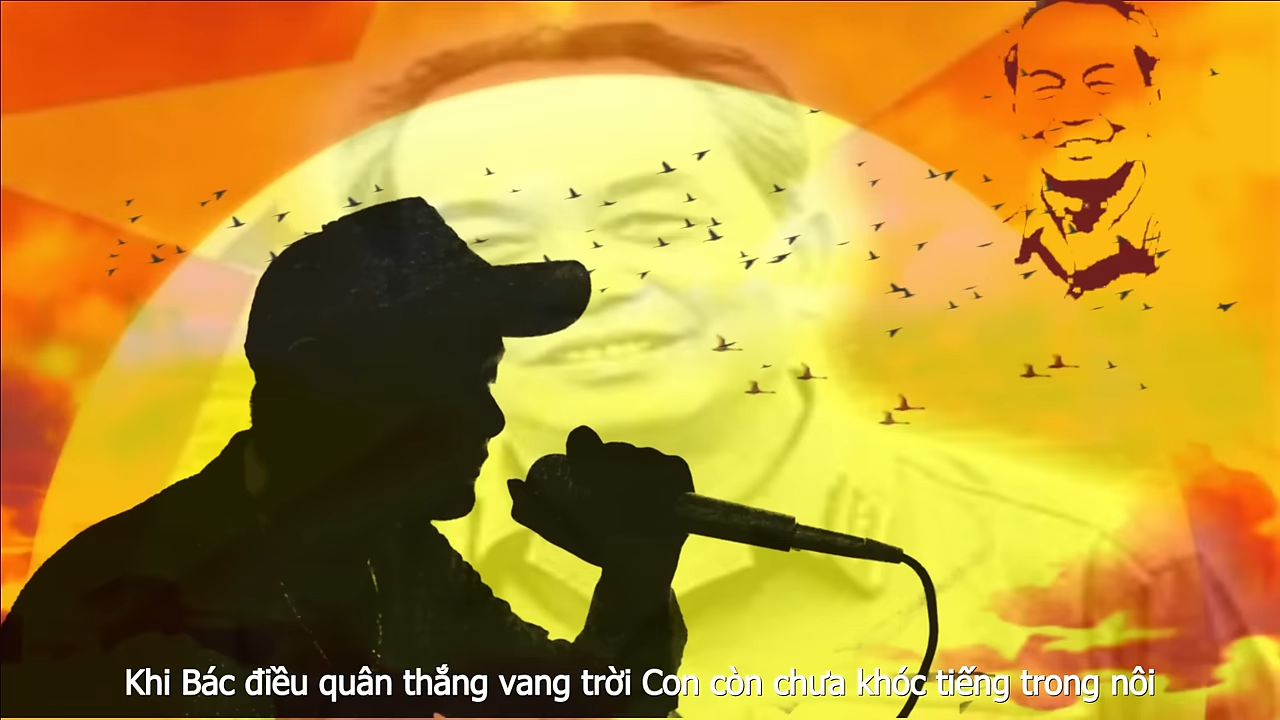 Khi Bác điều quân thắng vang trời Con còn chưa khóc tiếng trong nôi